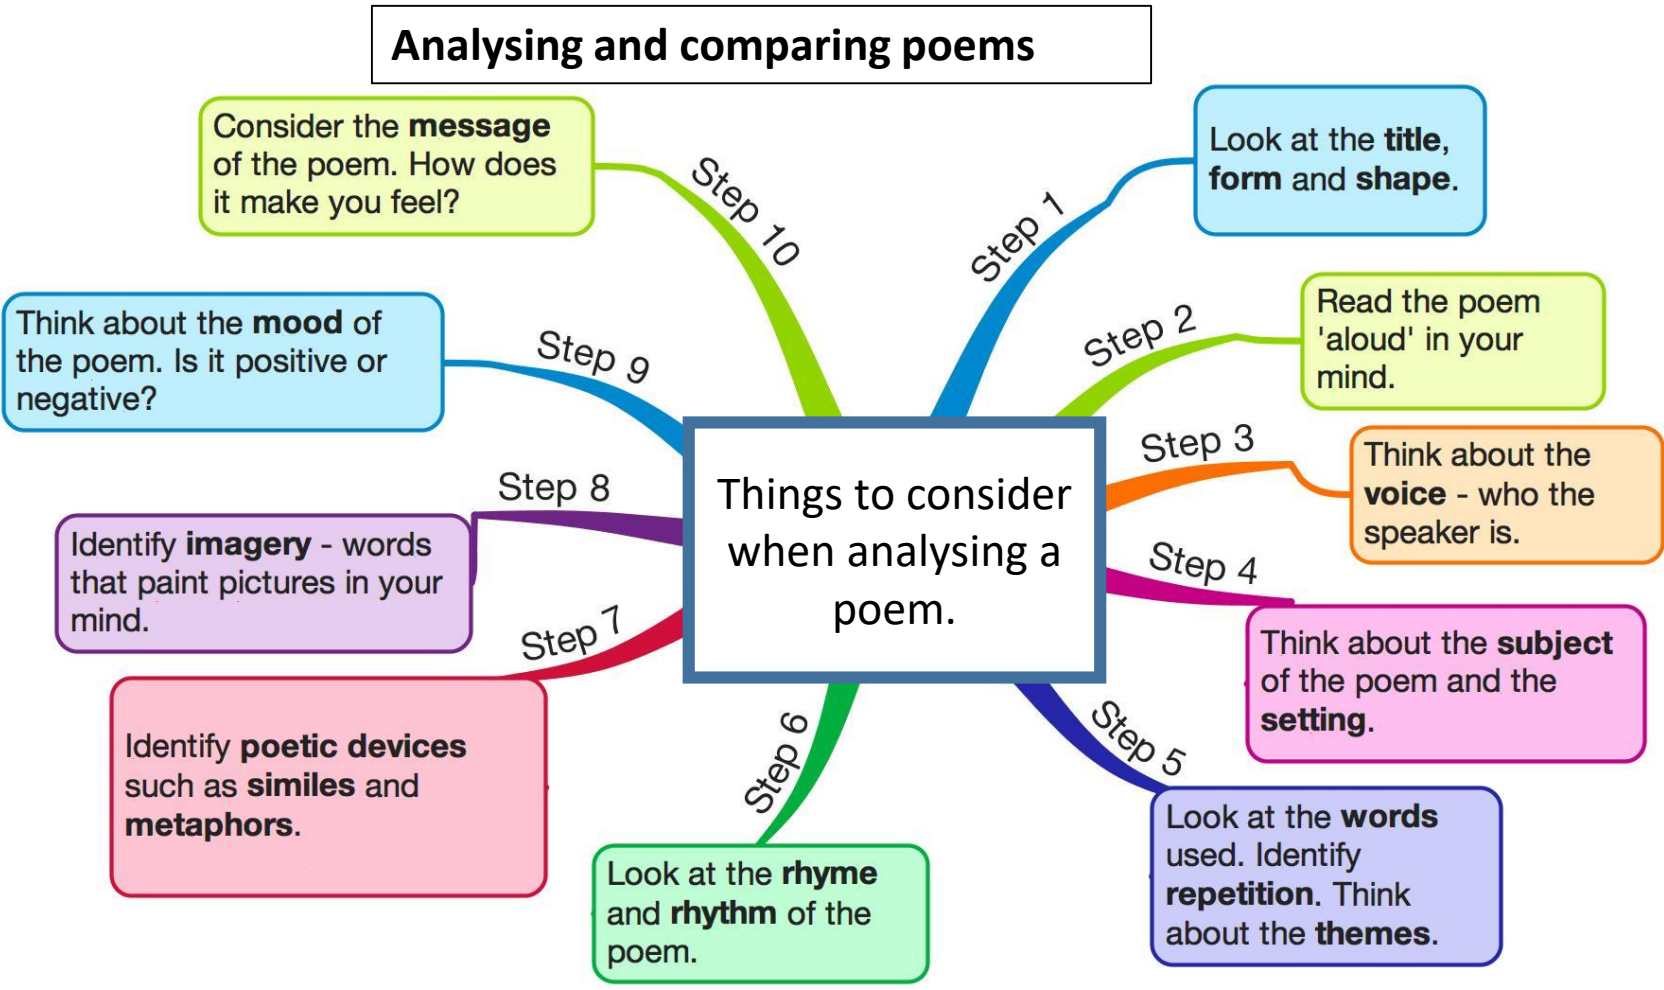 Analysing and comparing poems
Things to consider
when analysing a
poem.
Step 1
Look at the title,
form and shape.
Step 2
Read the poem
'aloud' in your
mind.
Step 3
Think about the
voice - who the
speaker is.
Step 4
Think about the subject
of the poem and the
setting.
Step 5
Look at the words
used. Identify
repetition. Think
about the themes.
Step 6
Look at the rhyme
and rhythm of the
poem.
Step 7
Identify poetic devices
such as similes and
metaphors.
Step 8
Identify imagery - words
that paint pictures in your
mind.
Step 9
Think about the mood of
the poem. Is it positive or
negative?
Step 10
Consider the message
of the poem. How does
it make you feel?